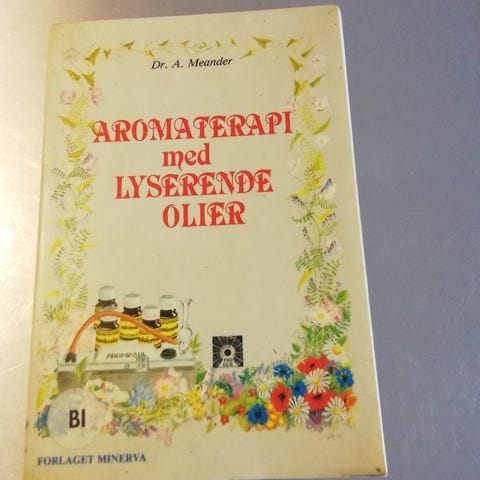 Dr. A. Meander
AROMATERAPI
med
LYSERENDE
OLIER
BI
FORLAGET MINERVA